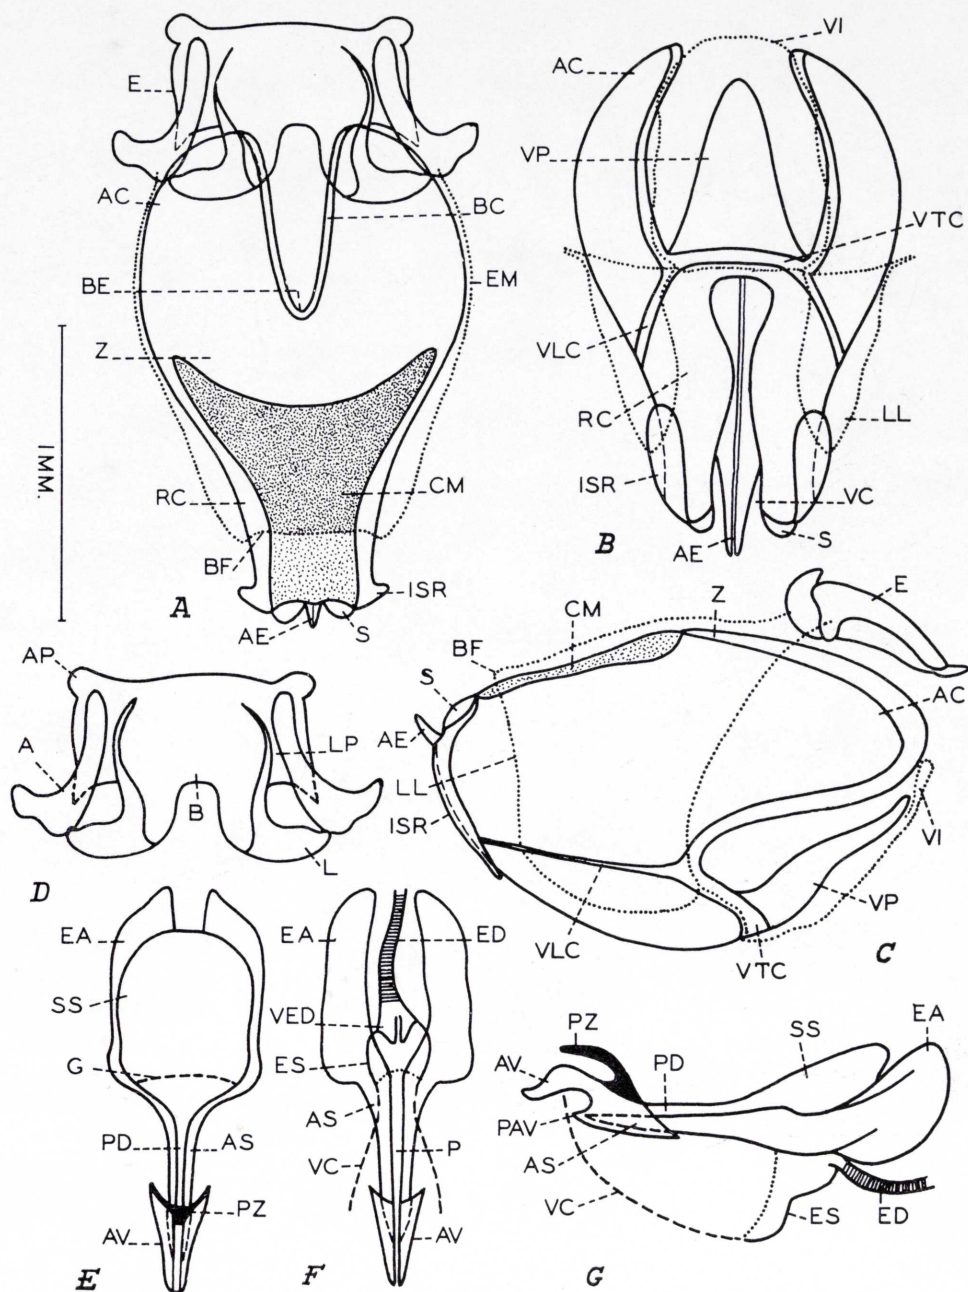 E
AC
BC
BE
EM
Z
1MM.
RC
CM
BF
ISR
AE
S
A
VI
AC
VP
VTC
VLC
RC
LL
ISR
VC
AE
S
B
E
Z
CM
BF
S
AC
AE
LL
ISR
VI
VP
VLC
VTC
C
AP
A
LP
B
L
D
EA
SS
G
PD
AS
PZ
AV
E
EA
ED
VED
ES
AS
P
VC
AV
F
PZ
SS
EA
AV
PD
PAV
AS
VC
ES
ED
G